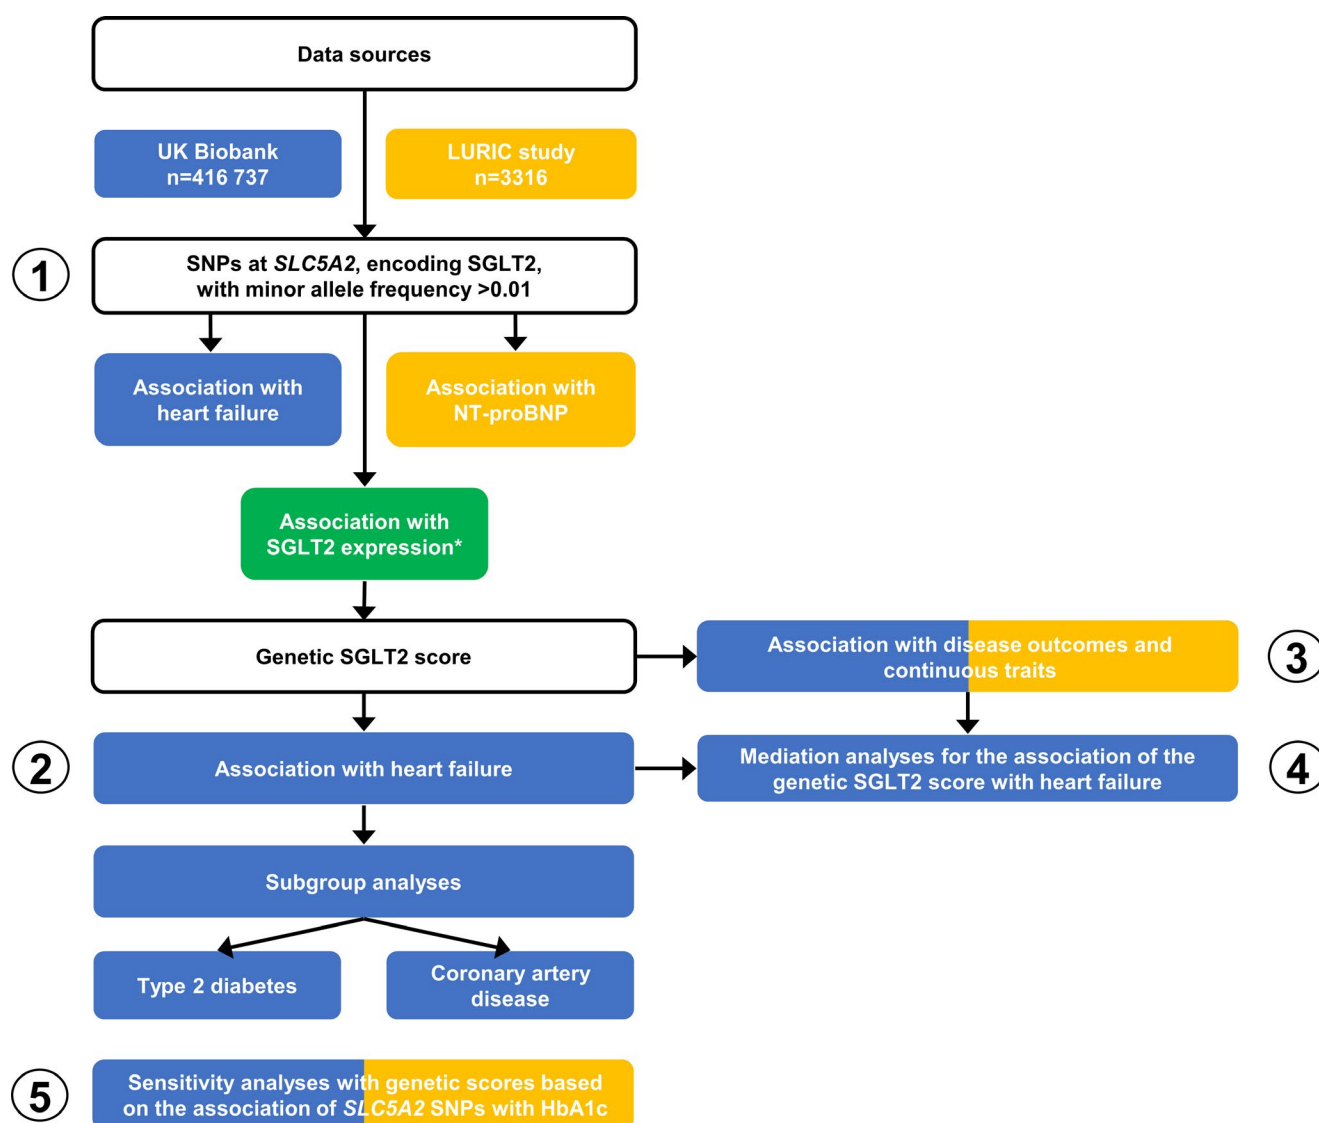 Data sources
UK Biobank
n=416 737
LURIC study
n=3316
1
SNPs at SLC5A2, encoding SGLT2,
with minor allele frequency >0.01
Association with
heart failure
Association with
NT-proBNP
Association with
SGLT2 expression*
Genetic SGLT2 score
Association with disease outcomes and
continuous traits
3
2
Association with heart failure
Mediation analyses for the association of the
genetic SGLT2 score with heart failure
4
Subgroup analyses
Type 2 diabetes
Coronary artery
disease
5
Sensitivity analyses with genetic scores based
on the association of SLC5A2 SNPs with HbA1c